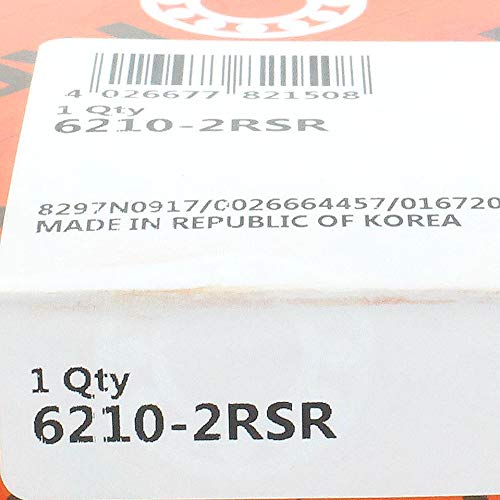 4 026677 821508
1 Qty
6210-2RSR
8297N0917/0026664457/016720
MADE IN REPUBLIC OF KOREA
1 Qty
6210-2RSR